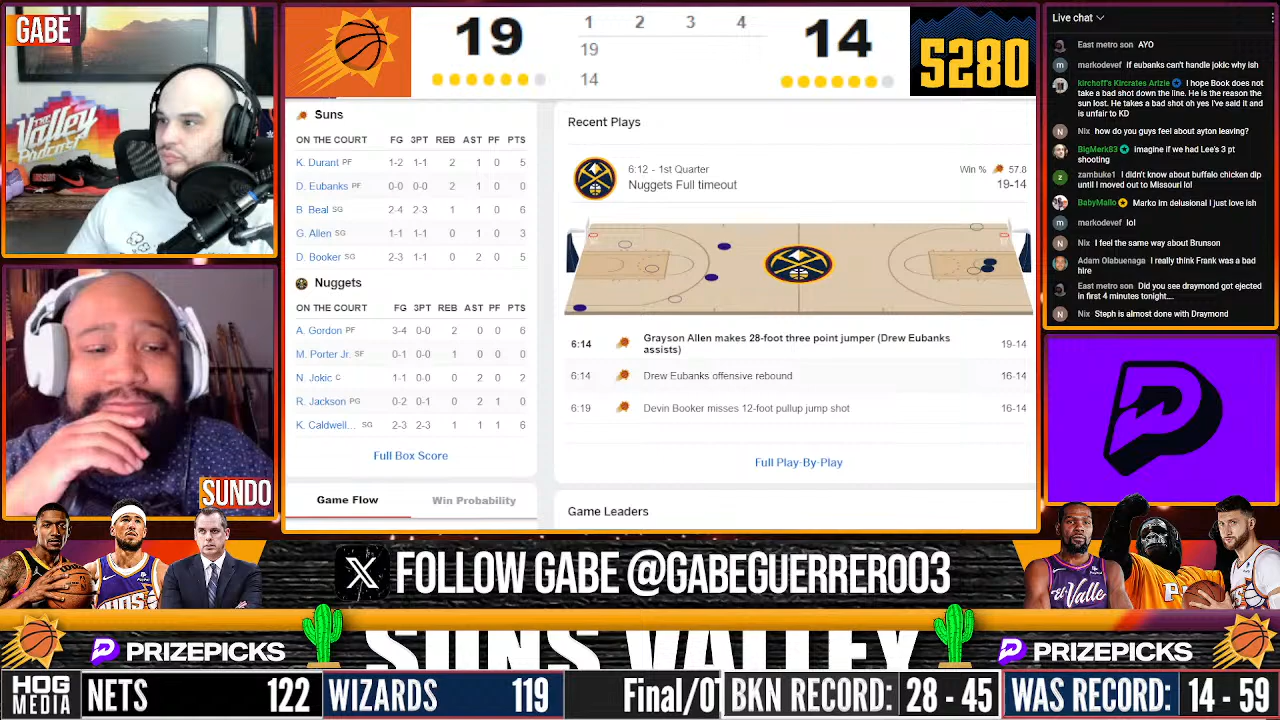 GABE
THE
Valley
Podcast
SUNDO
19
1 2 3 4
19
14
14
5280
Suns
ON THE COURT FG 3PT REB AST PF PTS
K. Durant PF 1-2 1-1 2 1 0 5
D. Eubanks PF 0-0 0-0 2 1 0 0
B. Beal SG 2-4 2-3 1 1 0 6
G. Allen SG 1-1 1-1 0 1 0 3
D. Booker SG 2-3 1-1 0 2 0 5
Nuggets
ON THE COURT FG 3PT REB AST PF PTS
A. Gordon PF 3-4 0-0 2 0 0 6
M. Porter Jr. SF 0-1 0-0 1 0 0 0
N. Jokic C 1-1 0-0 0 2 0 2
R. Jackson PG 0-2 0-1 0 2 1 0
K. Caldwell... SG 2-3 2-3 1 1 1 6
Full Box Score
Game Flow Win Probability
Recent Plays
6:12 - 1st Quarter
Nuggets Full timeout
Win % 57.8
19-14
6:14 Grayson Allen makes 28-foot three point jumper (Drew Eubanks
assists) 19-14
6:14 Drew Eubanks offensive rebound 16-14
6:19 Devin Booker misses 12-foot pullup jump shot 16-14
Full Play-By-Play
Game Leaders
Live chat
East metro son AYO
markodevef If eubanks can't handle jokic why ish
kirchoff's Kircrates Arizie I hope Book does not
take a bad shot down the line. He is the reason the
sun lost. He takes a bad shot oh yes I've said it and
is unfair to KD
Nix how do you guys feel about ayton leaving?
BigMerk83 imagine if we had Lee's 3 pt
shooting
zambuke1 I didn't know about buffalo chicken dip
until I moved out to Missouri lol
BabyMallo Marko im delusional I just love ish
markodevef lol
Nix I feel the same way about Brunson
Adam Olabuenaga I really think Frank was a bad
hire
East metro son Did you see draymond got ejected
in first 4 minutes tonight...
Nix Steph is almost done with Draymond
FOLLOW GABE @GABEGUERRERO03
El Valle
PRIZEPICKS
SUNS VALLEY
PRIZEPICKS
HOG
MEDIA
NETS 122 WIZARDS 119 Final/OT BKN RECORD: 28 - 45 WAS RECORD: 14 - 59